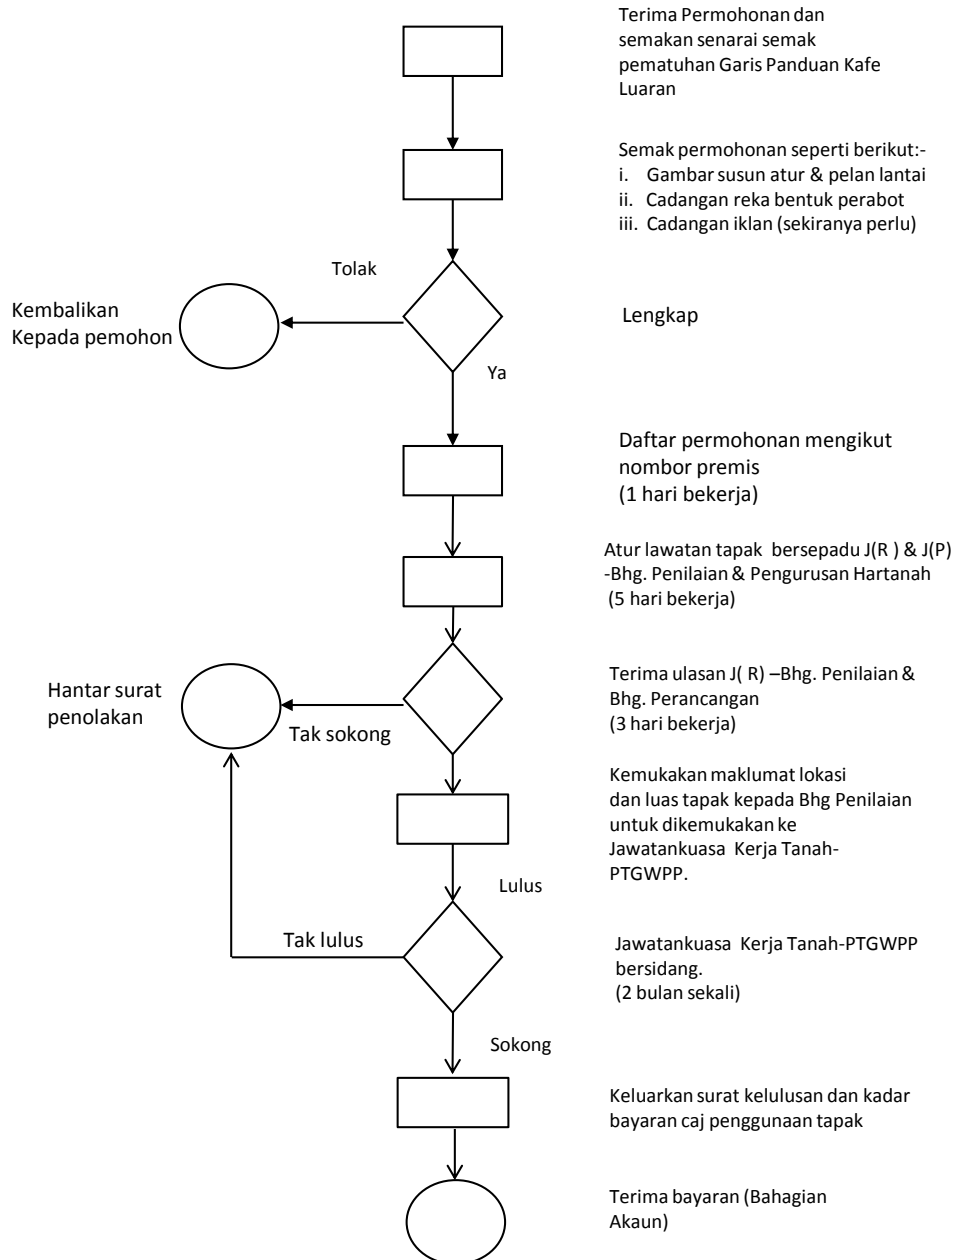 Terima Permohonan dan
semakan senarai semak
pematuhan Garis Panduan Kafe
Luaran
Semak permohonan seperti berikut:-
i. Gambar susun atur & pelan lantai
ii. Cadangan reka bentuk perabot
iii. Cadangan iklan (sekiranya perlu)
Tolak
Kembalikan
Kepada pemohon
Lengkap
Ya
Daftar permohonan mengikut
nombor premis
(1 hari bekerja)
Atur lawatan tapak bersepadu J(R ) & J(P)
-Bhg. Penilaian & Pengurusan Hartanah
(5 hari bekerja)
Hantar surat
penolakan
Tak sokong
Terima ulasan J( R) –Bhg. Penilaian &
Bhg. Perancangan
(3 hari bekerja)
Kemukakan maklumat lokasi
dan luas tapak kepada Bhg Penilaian
untuk dikemukakan ke
Jawatankuasa Kerja Tanah-
PTGWPP.
Lulus
Tak lulus
Jawatankuasa Kerja Tanah-PTGWPP
bersidang.
(2 bulan sekali)
Sokong
Keluarkan surat kelulusan dan kadar
bayaran caj penggunaan tapak
Terima bayaran (Bahagian
Akaun)